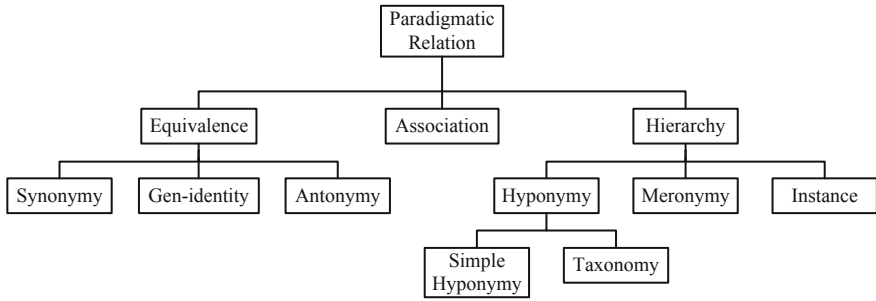 Paradigmatic
Relation
Equivalence
Association
Hierarchy
Synonymy
Gen-identity
Antonymy
Hyponymy
Meronymy
Instance
Simple
Hyponymy
Taxonomy